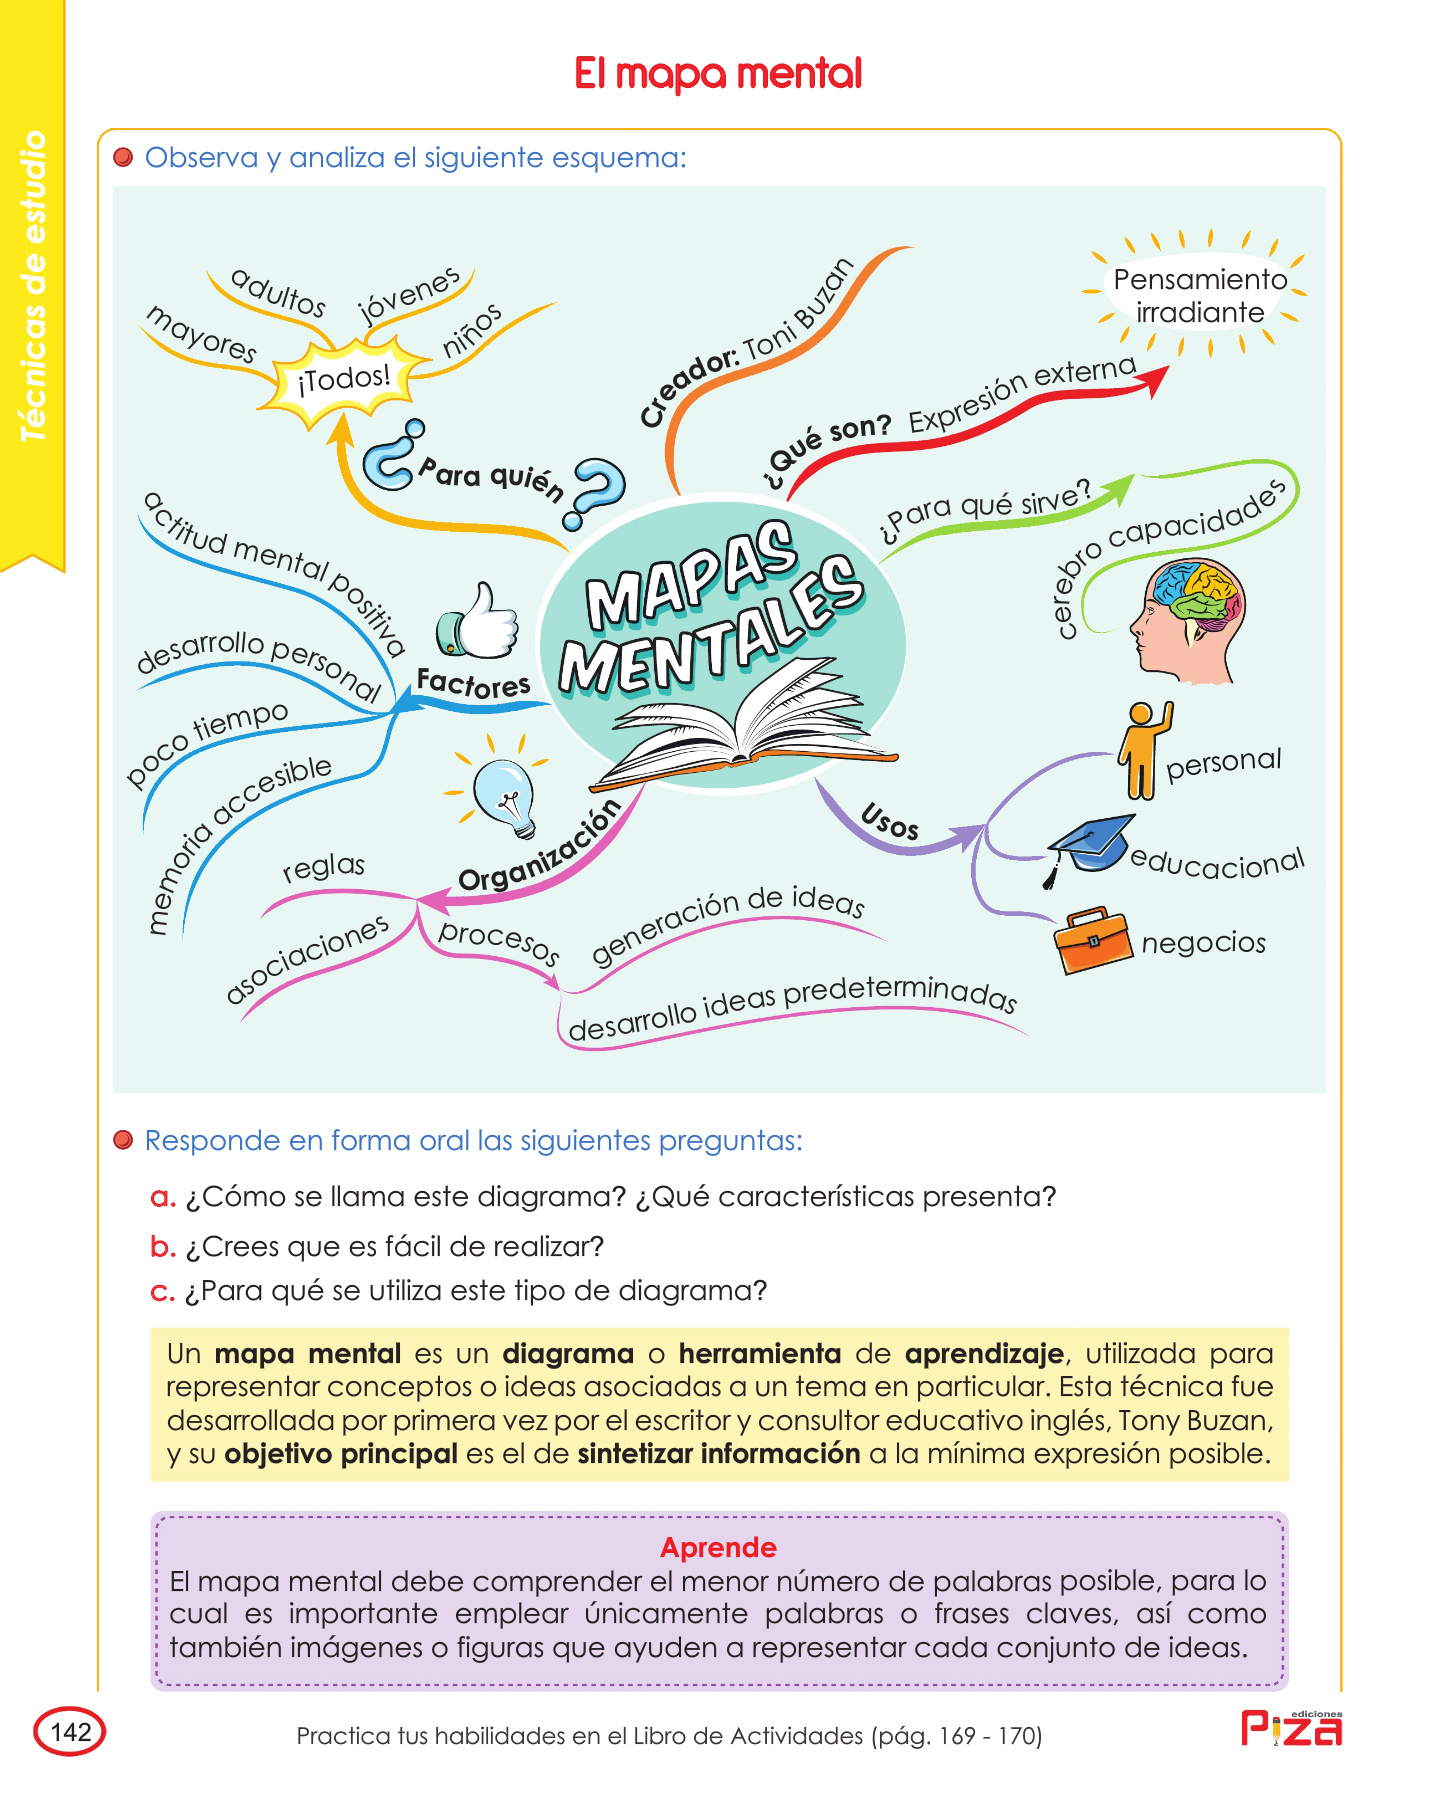 El mapa mental
Técnicas de estudio
Observa y analiza el siguiente esquema:
MAPAS
MENTALES
Creador: Toni Buzan
¿Qué son? Expresión externa
Pensamiento
irradiante
¿Para qué sirve?
cerebro capacidades
Usos
personal
educacional
negocios
Organización
reglas
asociaciones
procesos
generación de ideas
desarrollo ideas predeterminadas
Factores
actitud mental positiva
desarrollo personal
poco tiempo
memoria accesible
¿Para quién?
¡Todos!
mayores
adultos
jóvenes
niños
Responde en forma oral las siguientes preguntas:
a. ¿Cómo se llama este diagrama? ¿Qué características presenta?
b. ¿Crees que es fácil de realizar?
c. ¿Para qué se utiliza este tipo de diagrama?
Un mapa mental es un diagrama o herramienta de aprendizaje, utilizada para
representar conceptos o ideas asociadas a un tema en particular. Esta técnica fue
desarrollada por primera vez por el escritor y consultor educativo inglés, Tony Buzan,
y su objetivo principal es el de sintetizar información a la mínima expresión posible.
Aprende
El mapa mental debe comprender el menor número de palabras posible, para lo
cual es importante emplear únicamente palabras o frases claves, así como
también imágenes o figuras que ayuden a representar cada conjunto de ideas.
142
Practica tus habilidades en el Libro de Actividades (pág. 169 - 170)
ediciones
Piza